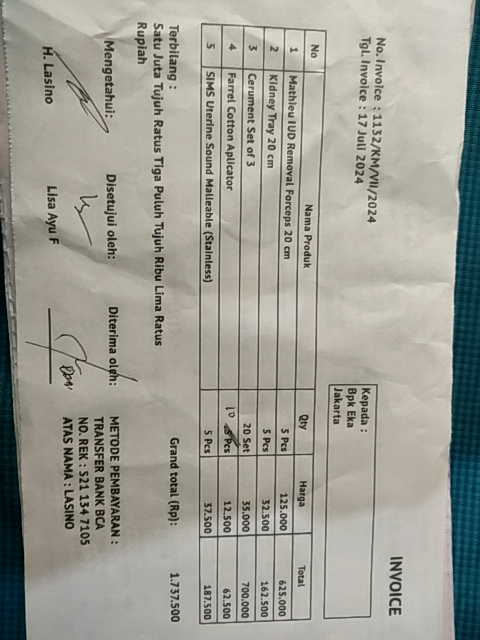 INVOICE
No. Invoice : 1132/KM/VII/2024
Tgl. Invoice : 17 Juli 2024
Kepada :
Bpk Eka
Jakarta
No Nama Produk Qty Harga Total
1 Mathieu IUD Removal Forceps 20 cm 5 Pcs 125.000 625.000
2 Kidney Tray 20 cm 5 Pcs 32.500 162.500
3 Cerument Set of 3 20 Set 35.000 700.000
4 Farrel Cotton Aplicator 10 5 Pcs 12.500 62.500
5 SIMS Uterine Sound Malleable (Stainless) 5 Pcs 37.500 187.500
Grand total (Rp): 1.737.500
Terbilang :
Satu Juta Tujuh Ratus Tiga Puluh Tujuh Ribu Lima Ratus
Rupiah
Mengetahui: Disetujui oleh: Diterima oleh:
H. Lasino Lisa Ayu F
METODE PEMBAYARAN :
TRANSFER BANK BCA
NO. REK : 521 134 7105
ATAS NAMA : LASINO